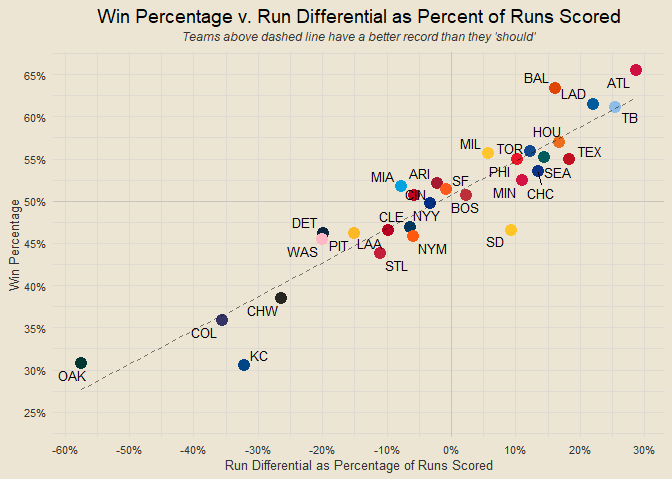 Win Percentage v. Run Differential as Percent of Runs Scored
Teams above dashed line have a better record than they 'should'
65%
60%
55%
50%
45%
40%
35%
30%
25%
Win Percentage
BAL
ATL
LAD
TB
HOU
MIL
TOR
TEX
PHI
SEA
MIA
ARI
SF
MIN
CHC
CIN
BOS
DET
CLE
NYY
WAS
PIT
LAA
NYM
SD
STL
CHW
COL
KC
OAK
-60%
-50%
-40%
-30%
-20%
-10%
0%
10%
20%
30%
Run Differential as Percentage of Runs Scored